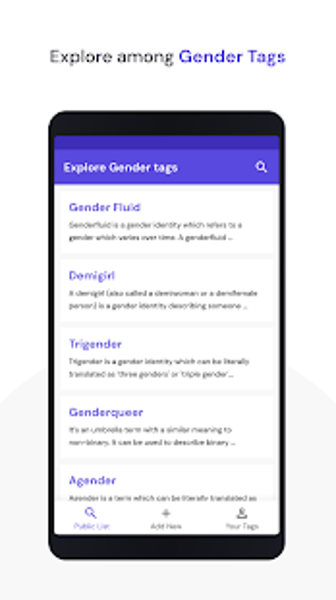 Explore among Gender Tags
Explore Gender tags
Gender Fluid
Genderfluid is a gender identity which refers to a
gender which varies over time. A genderfluid ...
Demigirl
A demigirl (also called a demiwoman or a demifemale
person) is a gender identity describing someone ...
Trigender
Trigender is a gender identity which can be literally
translated as 'three genders' or 'triple gender'...
Genderqueer
It's an umbrella term with a similar meaning to
non-binary. It can be used to describe binary ...
Agender
Agender is a term which can be literally translated as
Public List
Add New
Your Tags